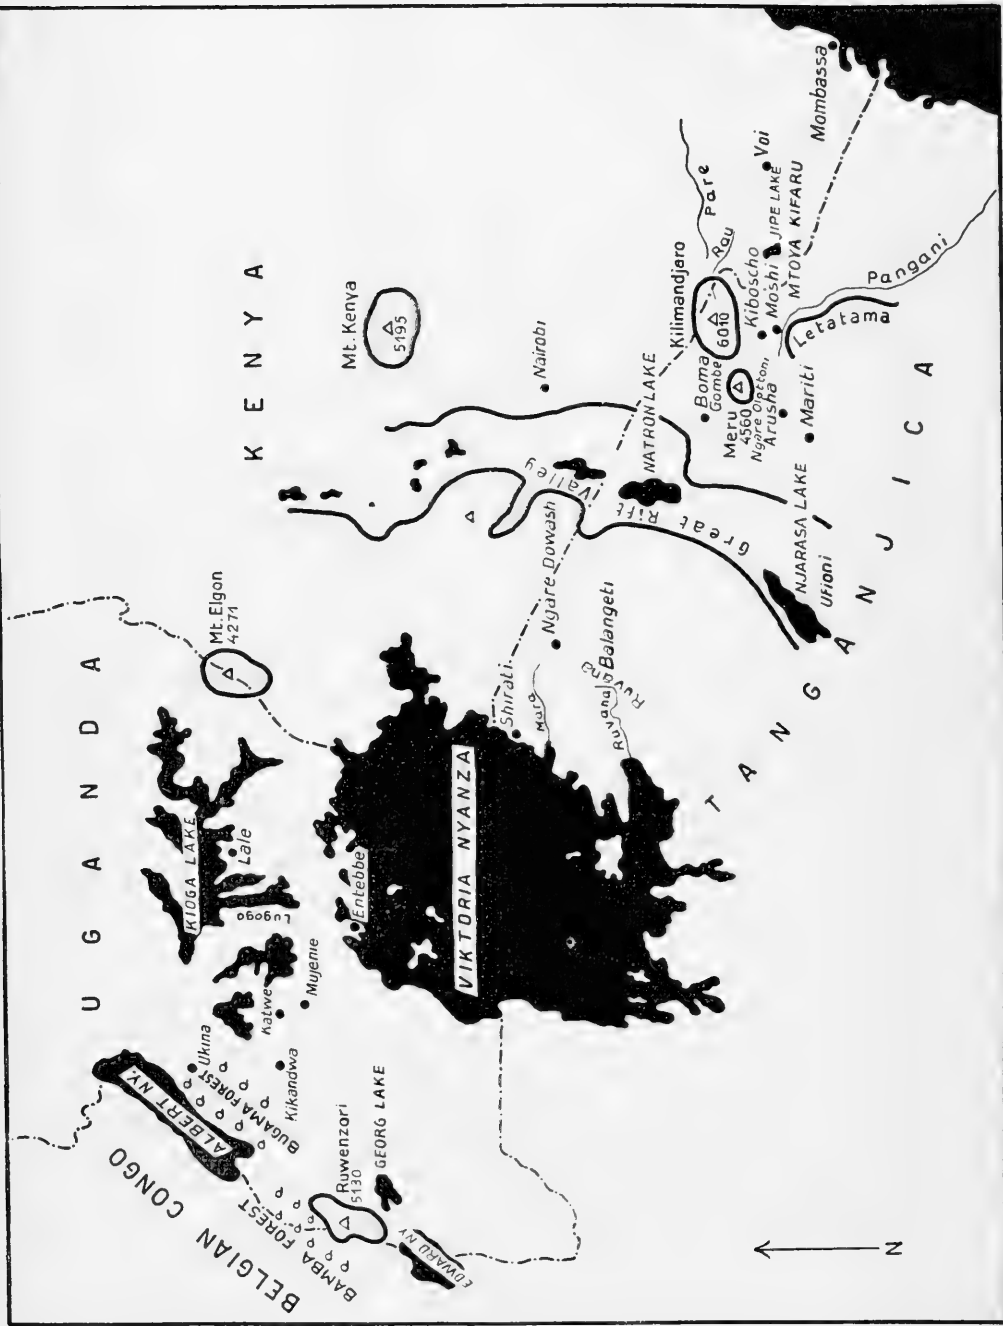 UGANDA
KENYA
BELGIAN CONGO
TANGANJICA
ALBERT NY.
Ukina
BUGAMA FOREST
Kikandwa
Katwe
Mujenie
KIOGA LAKE
Lale
Lugogo
Mt. Elgon
4271
BAMBA FOREST
Ruwenzori
5130
GEORG LAKE
EDWARD NY
Entebbe
VIKTORIA NYANZA
Shirati
Mara
Ngare Dowash
Ruvana
Ruvana
Balangeti
Mt. Kenya
5195
Nairobi
Great Rift Valley
NATRON LAKE
Kilimandjaro
6010
Pare
Rau
Boma
Gombe
Meru
4560
Ngare Olettoni
Arusha
Mariti
Kiboscho
Moshi
JIPE LAKE
MTOYA KIFARU
Voi
Mombassa
Letatama
Pangani
NJARASA LAKE
Ufioni
N